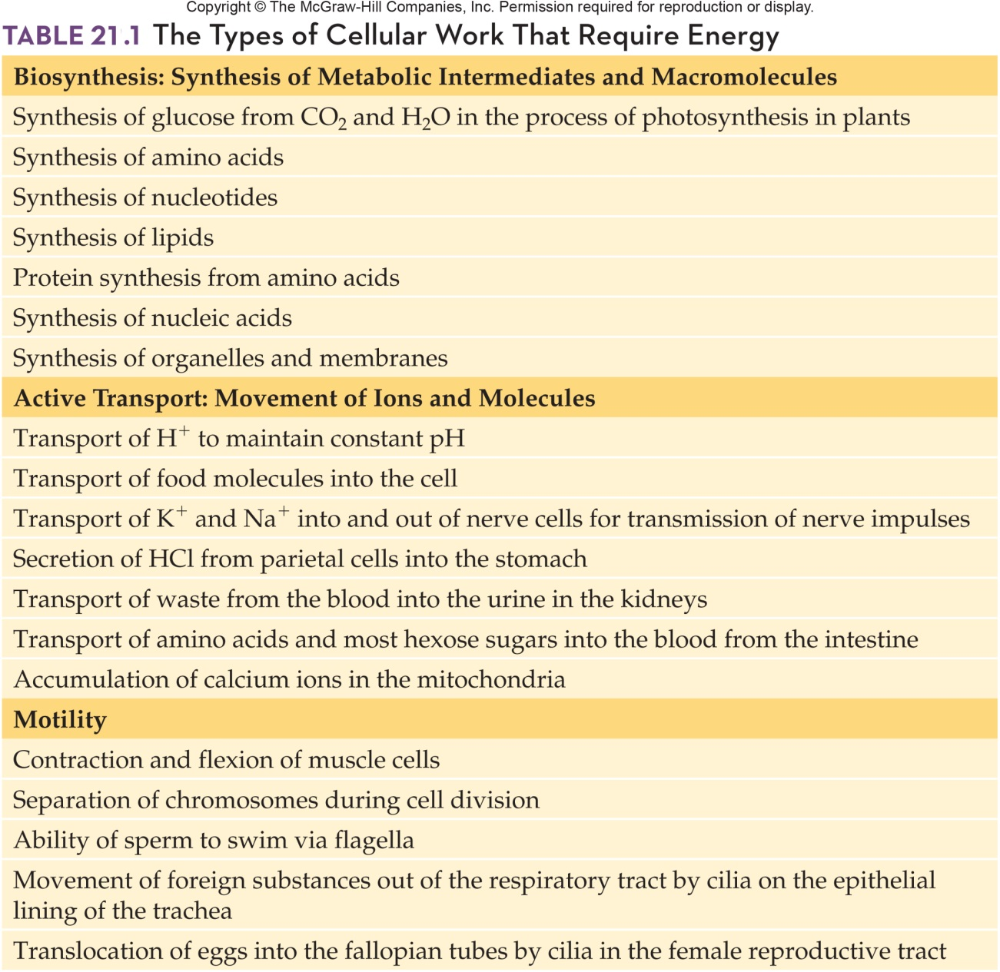 Copyright © The McGraw-Hill Companies, Inc. Permission required for reproduction or display.
TABLE 21.1 The Types of Cellular Work That Require Energy
Biosynthesis: Synthesis of Metabolic Intermediates and Macromolecules
Synthesis of glucose from CO₂ and H₂O in the process of photosynthesis in plants
Synthesis of amino acids
Synthesis of nucleotides
Synthesis of lipids
Protein synthesis from amino acids
Synthesis of nucleic acids
Synthesis of organelles and membranes
Active Transport: Movement of Ions and Molecules
Transport of H⁺ to maintain constant pH
Transport of food molecules into the cell
Transport of K⁺ and Na⁺ into and out of nerve cells for transmission of nerve impulses
Secretion of HCl from parietal cells into the stomach
Transport of waste from the blood into the urine in the kidneys
Transport of amino acids and most hexose sugars into the blood from the intestine
Accumulation of calcium ions in the mitochondria
Motility
Contraction and flexion of muscle cells
Separation of chromosomes during cell division
Ability of sperm to swim via flagella
Movement of foreign substances out of the respiratory tract by cilia on the epithelial
lining of the trachea
Translocation of eggs into the fallopian tubes by cilia in the female reproductive tract